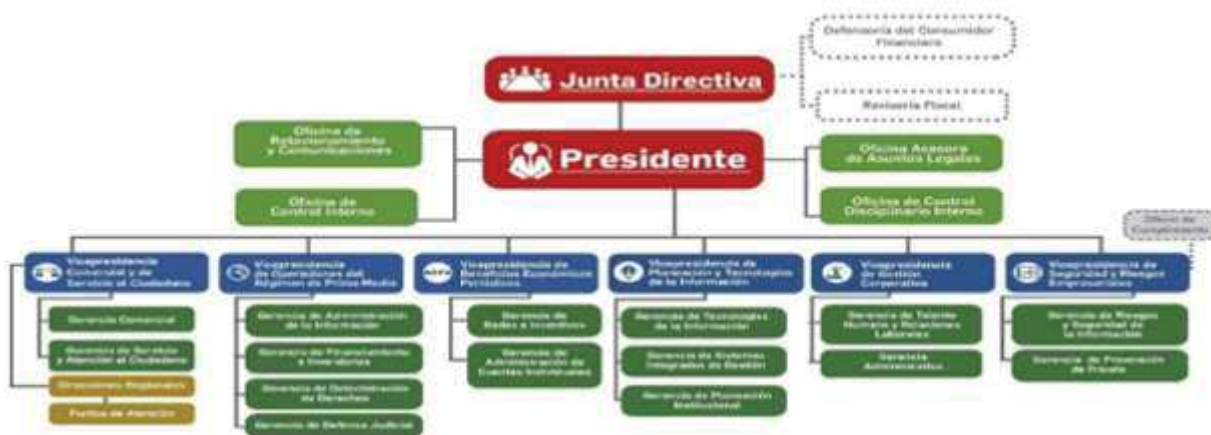 Defensoría del Consumidor
Financiero
Junta Directiva
Revisoría Fiscal
Oficina de
Relacionamiento
y Comunicaciones
Presidente
Oficina Asesora
de Asuntos Legales
Oficina de
Control Interno
Oficina de Control
Disciplinario Interno
Oficial de
Cumplimiento
Vicepresidencia
Comercial y de
Servicio al Ciudadano
Vicepresidencia
de Operaciones del
Régimen de Prima Media
Vicepresidencia de
Beneficios Económicos
Periódicos
Vicepresidencia de
Planeación y Tecnologías
de la Información
Vicepresidencia
de Gestión
Corporativa
Vicepresidencia de
Seguridad y Riesgos
Empresariales
Gerencia Comercial
Gerencia de Servicio
y Atención al Ciudadano
Direcciones Regionales
Puntos de Atención
Gerencia de Administración
de la Información
Gerencia de Financiamiento
e Inversiones
Gerencia de Determinación
de Derechos
Gerencia de Defensa Judicial
Gerencia de
Redes e Incentivos
Gerencia de
Administración de
Cuentas Individuales
Gerencia de Tecnologías
de la Información
Gerencia de Sistemas
Integrados de Gestión
Gerencia de Planeación
Institucional
Gerencia de Talento
Humano y Relaciones
Laborales
Gerencia
Administrativa
Gerencia de Riesgos
y Seguridad de
la Información
Gerencia de Prevención
de Fraude